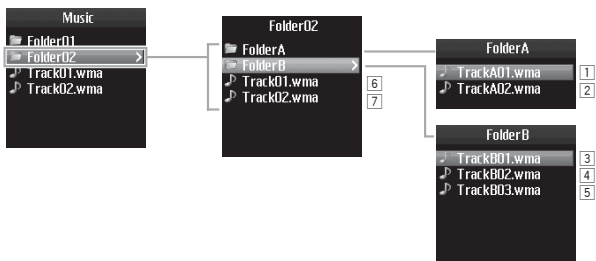 Music
Folder01
Folder02
Track01.wma
Track02.wma
Folder02
FolderA
FolderB
Track01.wma
Track02.wma
6
7
FolderA
TrackA01.wma
TrackA02.wma
1
2
FolderB
TrackB01.wma
TrackB02.wma
TrackB03.wma
3
4
5